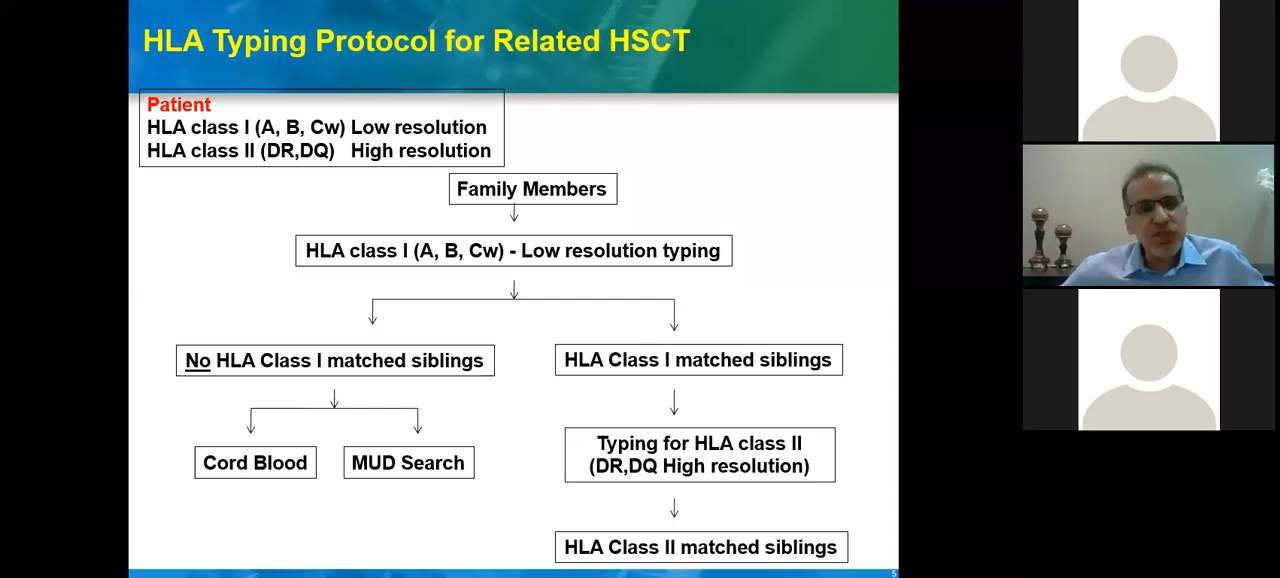 HLA Typing Protocol for Related HSCT
Patient
HLA class I (A, B, Cw) Low resolution
HLA class II (DR,DQ) High resolution
Family Members
HLA class I (A, B, Cw) - Low resolution typing
No HLA Class I matched siblings
HLA Class I matched siblings
Cord Blood
MUD Search
Typing for HLA class II
(DR,DQ High resolution)
HLA Class II matched siblings
5